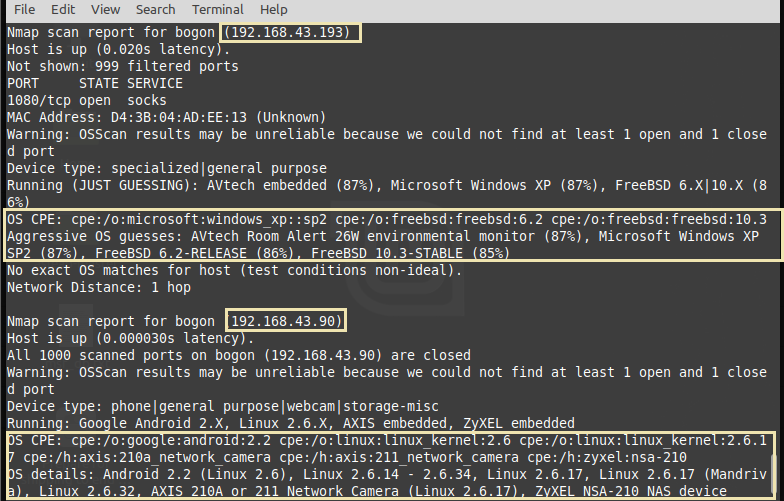 File Edit View Search Terminal Help
Nmap scan report for bogon (192.168.43.193)
Host is up (0.020s latency).
Not shown: 999 filtered ports
PORT     STATE SERVICE
1080/tcp open  socks
MAC Address: D4:3B:04:AD:EE:13 (Unknown)
Warning: OSScan results may be unreliable because we could not find at least 1 open and 1 close
d port
Device type: specialized|general purpose
Running (JUST GUESSING): AVtech embedded (87%), Microsoft Windows XP (87%), FreeBSD 6.X|10.X (8
6%)
OS CPE: cpe:/o:microsoft:windows_xp::sp2 cpe:/o:freebsd:freebsd:6.2 cpe:/o:freebsd:freebsd:10.3
Aggressive OS guesses: AVtech Room Alert 26W environmental monitor (87%), Microsoft Windows XP
SP2 (87%), FreeBSD 6.2-RELEASE (86%), FreeBSD 10.3-STABLE (85%)
No exact OS matches for host (test conditions non-ideal).
Network Distance: 1 hop
Nmap scan report for bogon (192.168.43.90)
Host is up (0.000030s latency).
All 1000 scanned ports on bogon (192.168.43.90) are closed
Warning: OSScan results may be unreliable because we could not find at least 1 open and 1 close
d port
Device type: phone|general purpose|webcam|storage-misc
Running: Google Android 2.X, Linux 2.6.X, AXIS embedded, ZyXEL embedded
OS CPE: cpe:/o:google:android:2.2 cpe:/o:linux:linux_kernel:2.6 cpe:/o:linux:linux_kernel:2.6.1
7 cpe:/h:axis:210a_network_camera cpe:/h:axis:211_network_camera cpe:/h:zyxel:nsa-210
OS details: Android 2.2 (Linux 2.6), Linux 2.6.14 - 2.6.34, Linux 2.6.17, Linux 2.6.17 (Mandriv
a), Linux 2.6.32, AXIS 210A or 211 Network Camera (Linux 2.6.17), ZyXEL NSA-210 NAS device